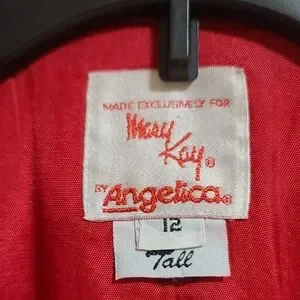 MADE EXCLUSIVELY FOR
Mary
Kay®
BY Angelica®
12
Tall